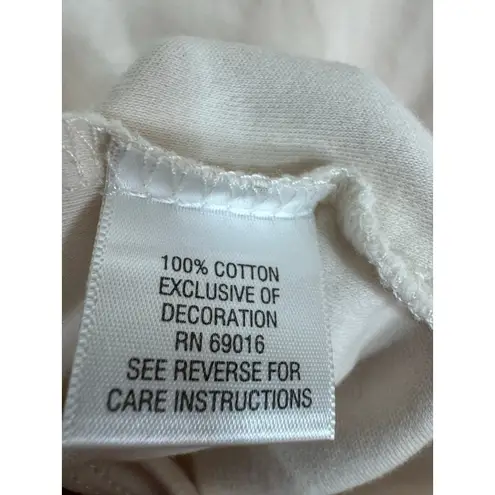 100% COTTON
EXCLUSIVE OF
DECORATION
RN 69016
SEE REVERSE FOR
CARE INSTRUCTIONS